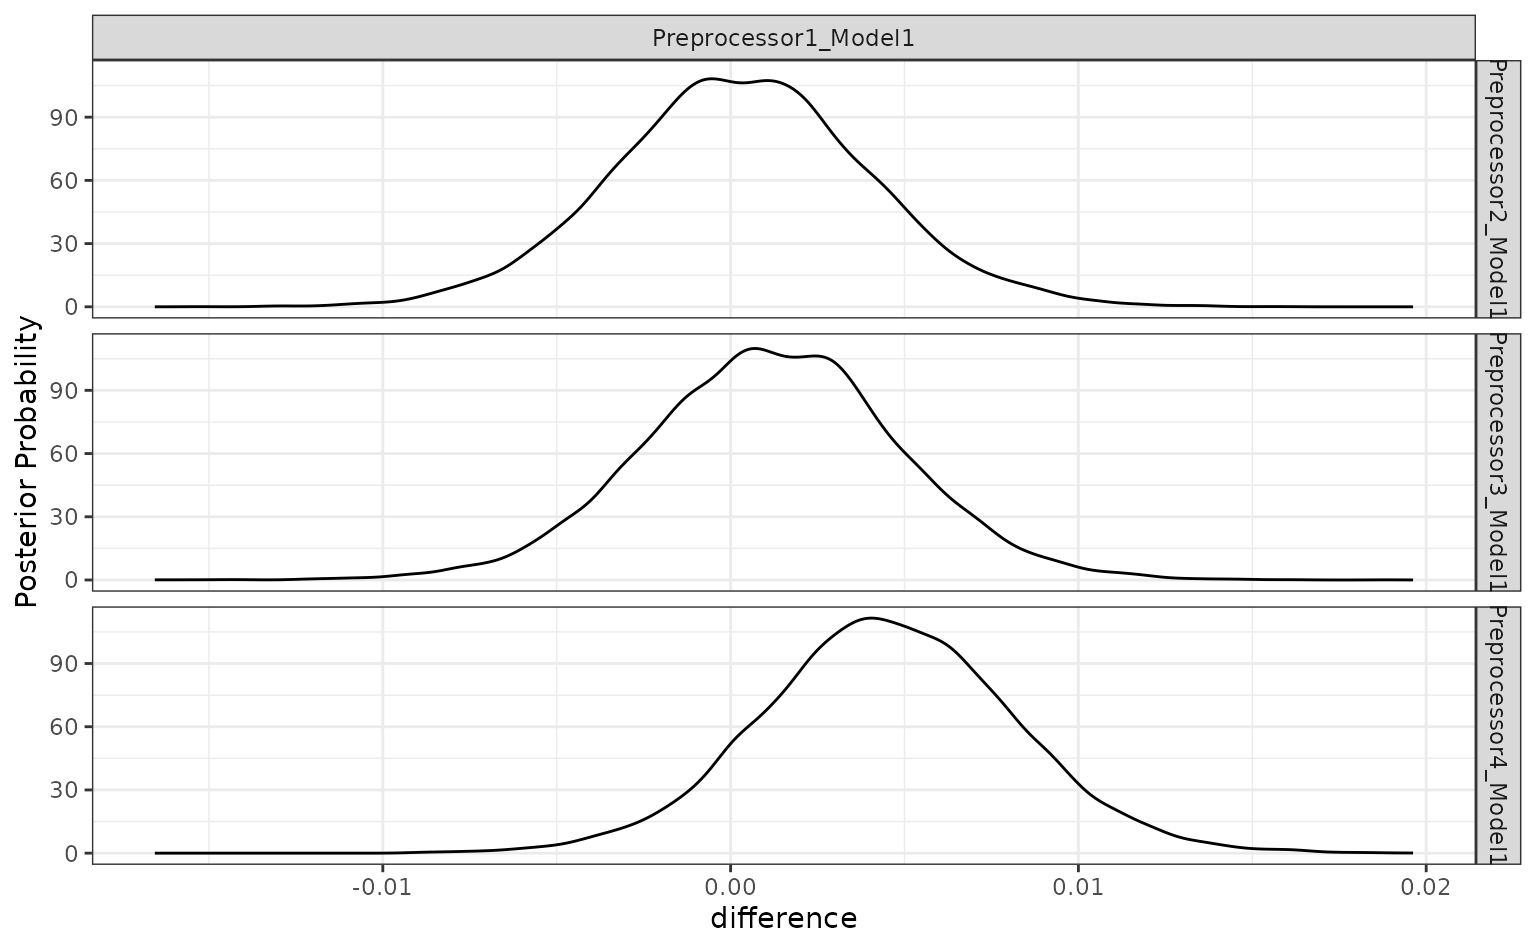 Preprocessor1_Model1
90
60
30
0
Preprocessor2_Model1
90
60
30
0
Preprocessor3_Model1
90
60
30
0
Preprocessor4_Model1
Posterior Probability
-0.01 0.00 0.01 0.02
difference